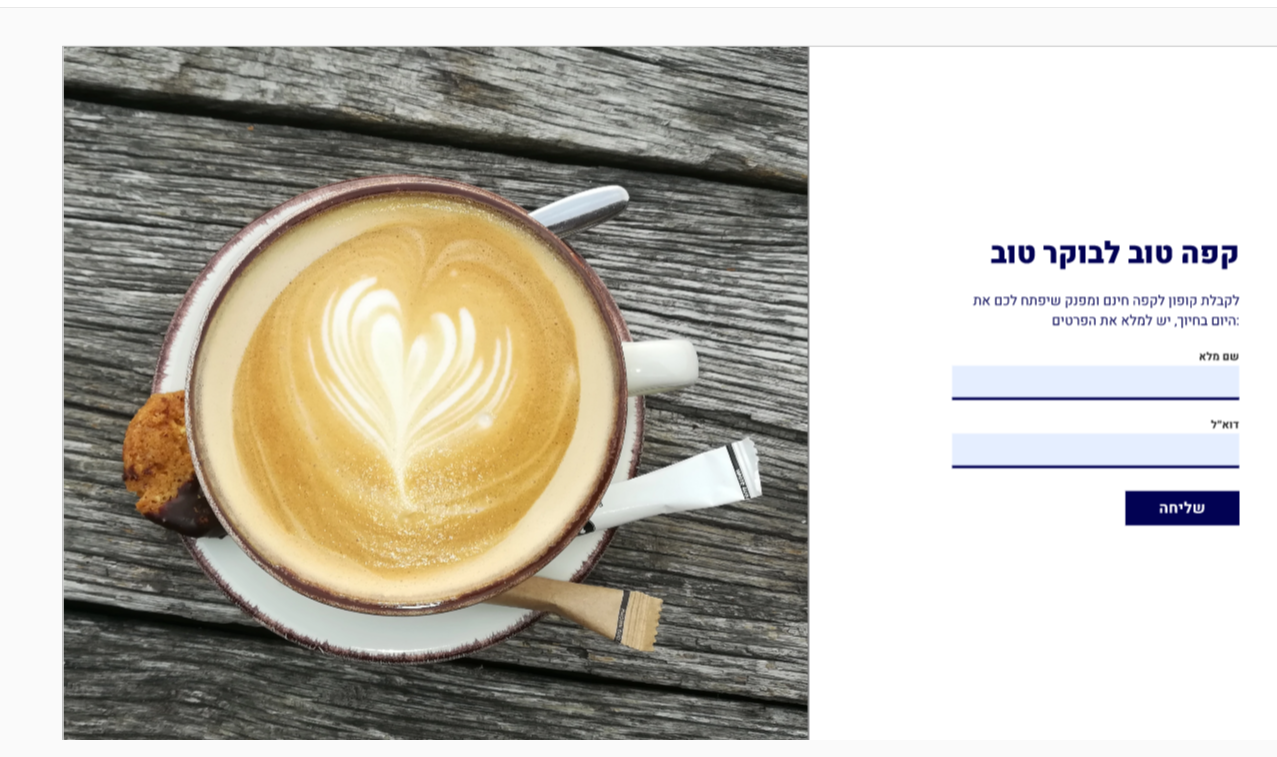 קפה טוב לבוקר טוב
לקבלת קופון לקפה חינם ומפנק שיפתח לכם את
היום בחיוך, יש למלא את הפרטים:
שם מלא
דוא"ל
שליחה